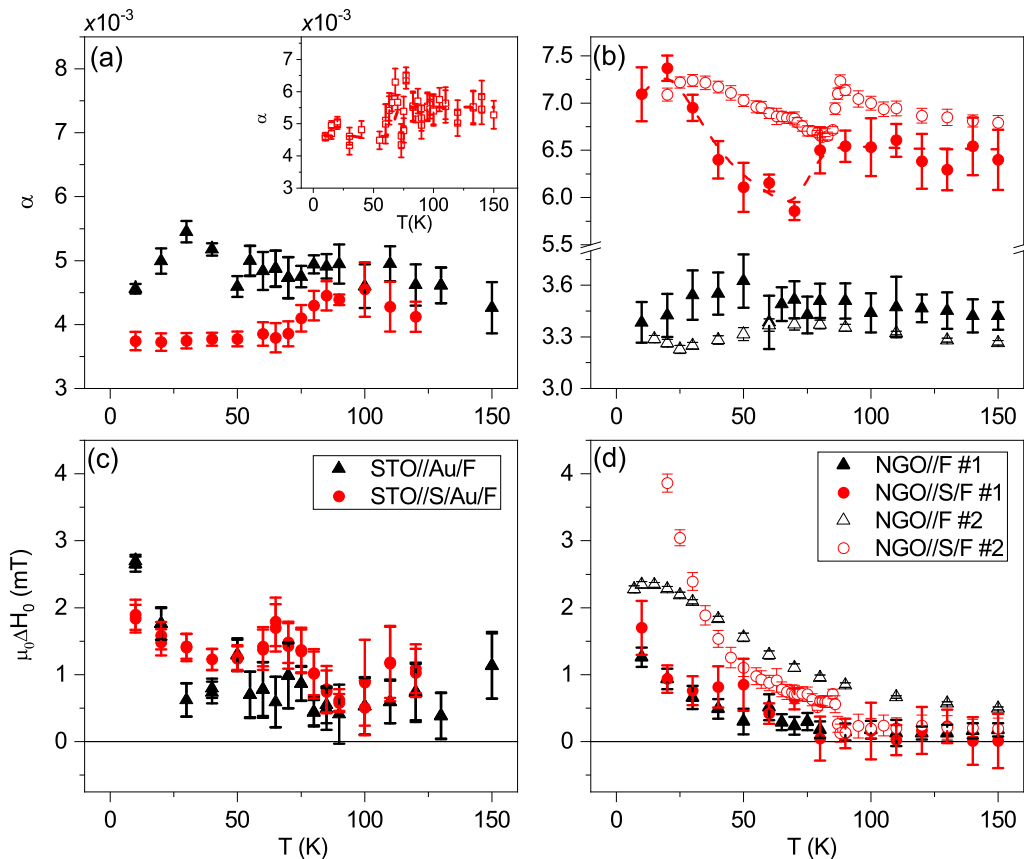 x10⁻³
x10⁻³
(a)
8
7
6
5
4
3
α
0
50
100
150
7
6
5
4
3
α
0
50
100
150
T(K)
(b)
7.5
7.0
6.5
6.0
5.5
3.6
3.3
3.0
0
50
100
150
(c)
STO//Au/F
STO//S/Au/F
4
3
2
1
0
μ₀ΔH₀ (mT)
0
50
100
150
T (K)
(d)
NGO//F #1
NGO//S/F #1
NGO//F #2
NGO//S/F #2
4
3
2
1
0
0
50
100
150
T (K)